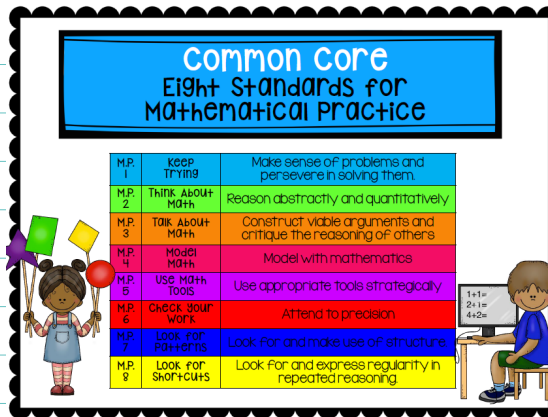 Common Core
Eight Standards for
Mathematical Practice
M.P. 1 Keep Trying Make sense of problems and persevere in solving them.
M.P. 2 Think About Math Reason abstractly and quantitatively
M.P. 3 Talk About Math Construct viable arguments and critique the reasoning of others
M.P. 4 Model Math Model with mathematics
M.P. 5 Use Math Tools Use appropriate tools strategically
M.P. 6 Check Your Work Attend to precision
M.P. 7 Look for Patterns Look for and make use of structure.
M.P. 8 Look for Shortcuts Look for and express regularity in repeated reasoning.
1+1=
2+1=
4+2=